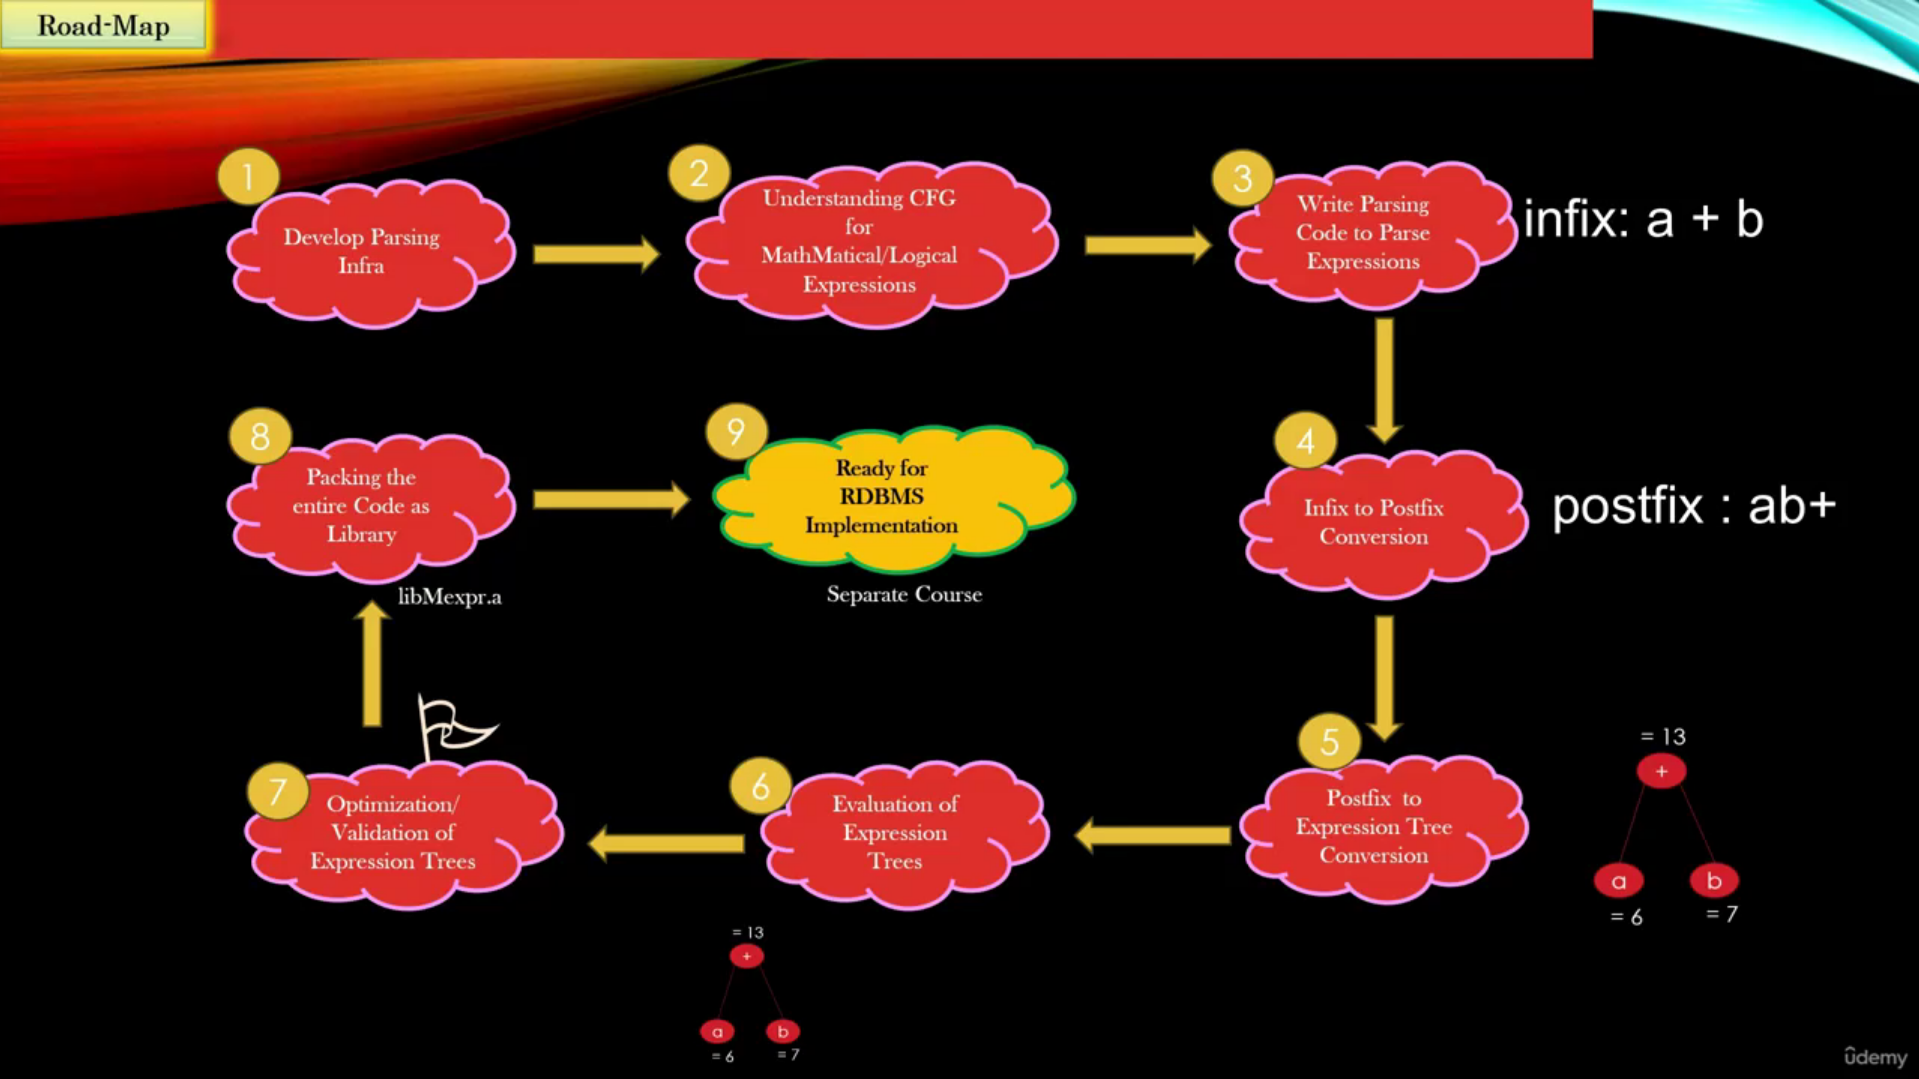 Road-Map
1
Develop Parsing
Infra
2
Understanding CFG
for
MathMatical/Logical
Expressions
3
Write Parsing
Code to Parse
Expressions
infix: a + b
4
Infix to Postfix
Conversion
postfix : ab+
5
Postfix to
Expression Tree
Conversion
= 13
+
a
b
= 6
= 7
6
Evaluation of
Expression
Trees
= 13
+
a
b
= 6
= 7
7
Optimization/
Validation of
Expression Trees
8
Packing the
entire Code as
Library
libMexpr.a
9
Ready for
RDBMS
Implementation
Separate Course
ûdemy